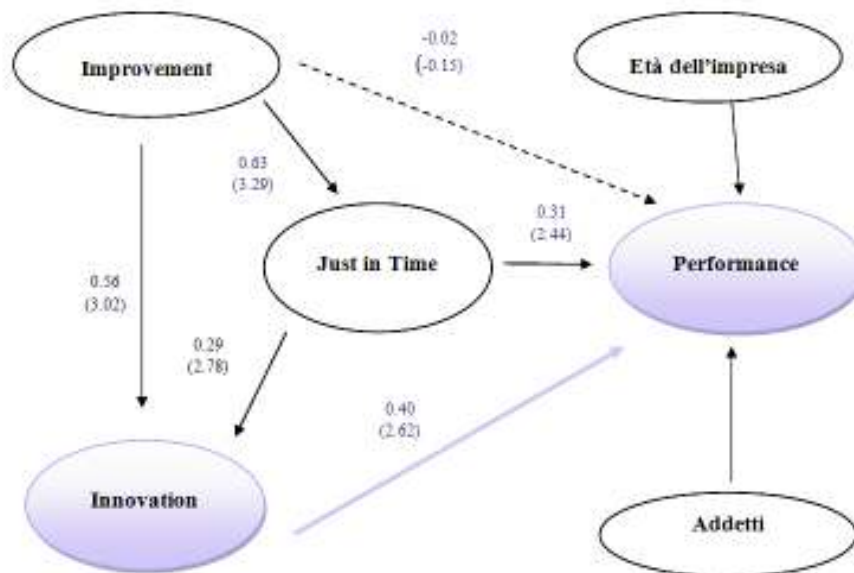 -0.02
(-0.15)
Improvement
Età dell'impresa
0.63
(3.29)
0.31
(2.44)
Just in Time
Performance
0.56
(3.02)
0.29
(2.78)
0.40
(2.62)
Innovation
Addetti